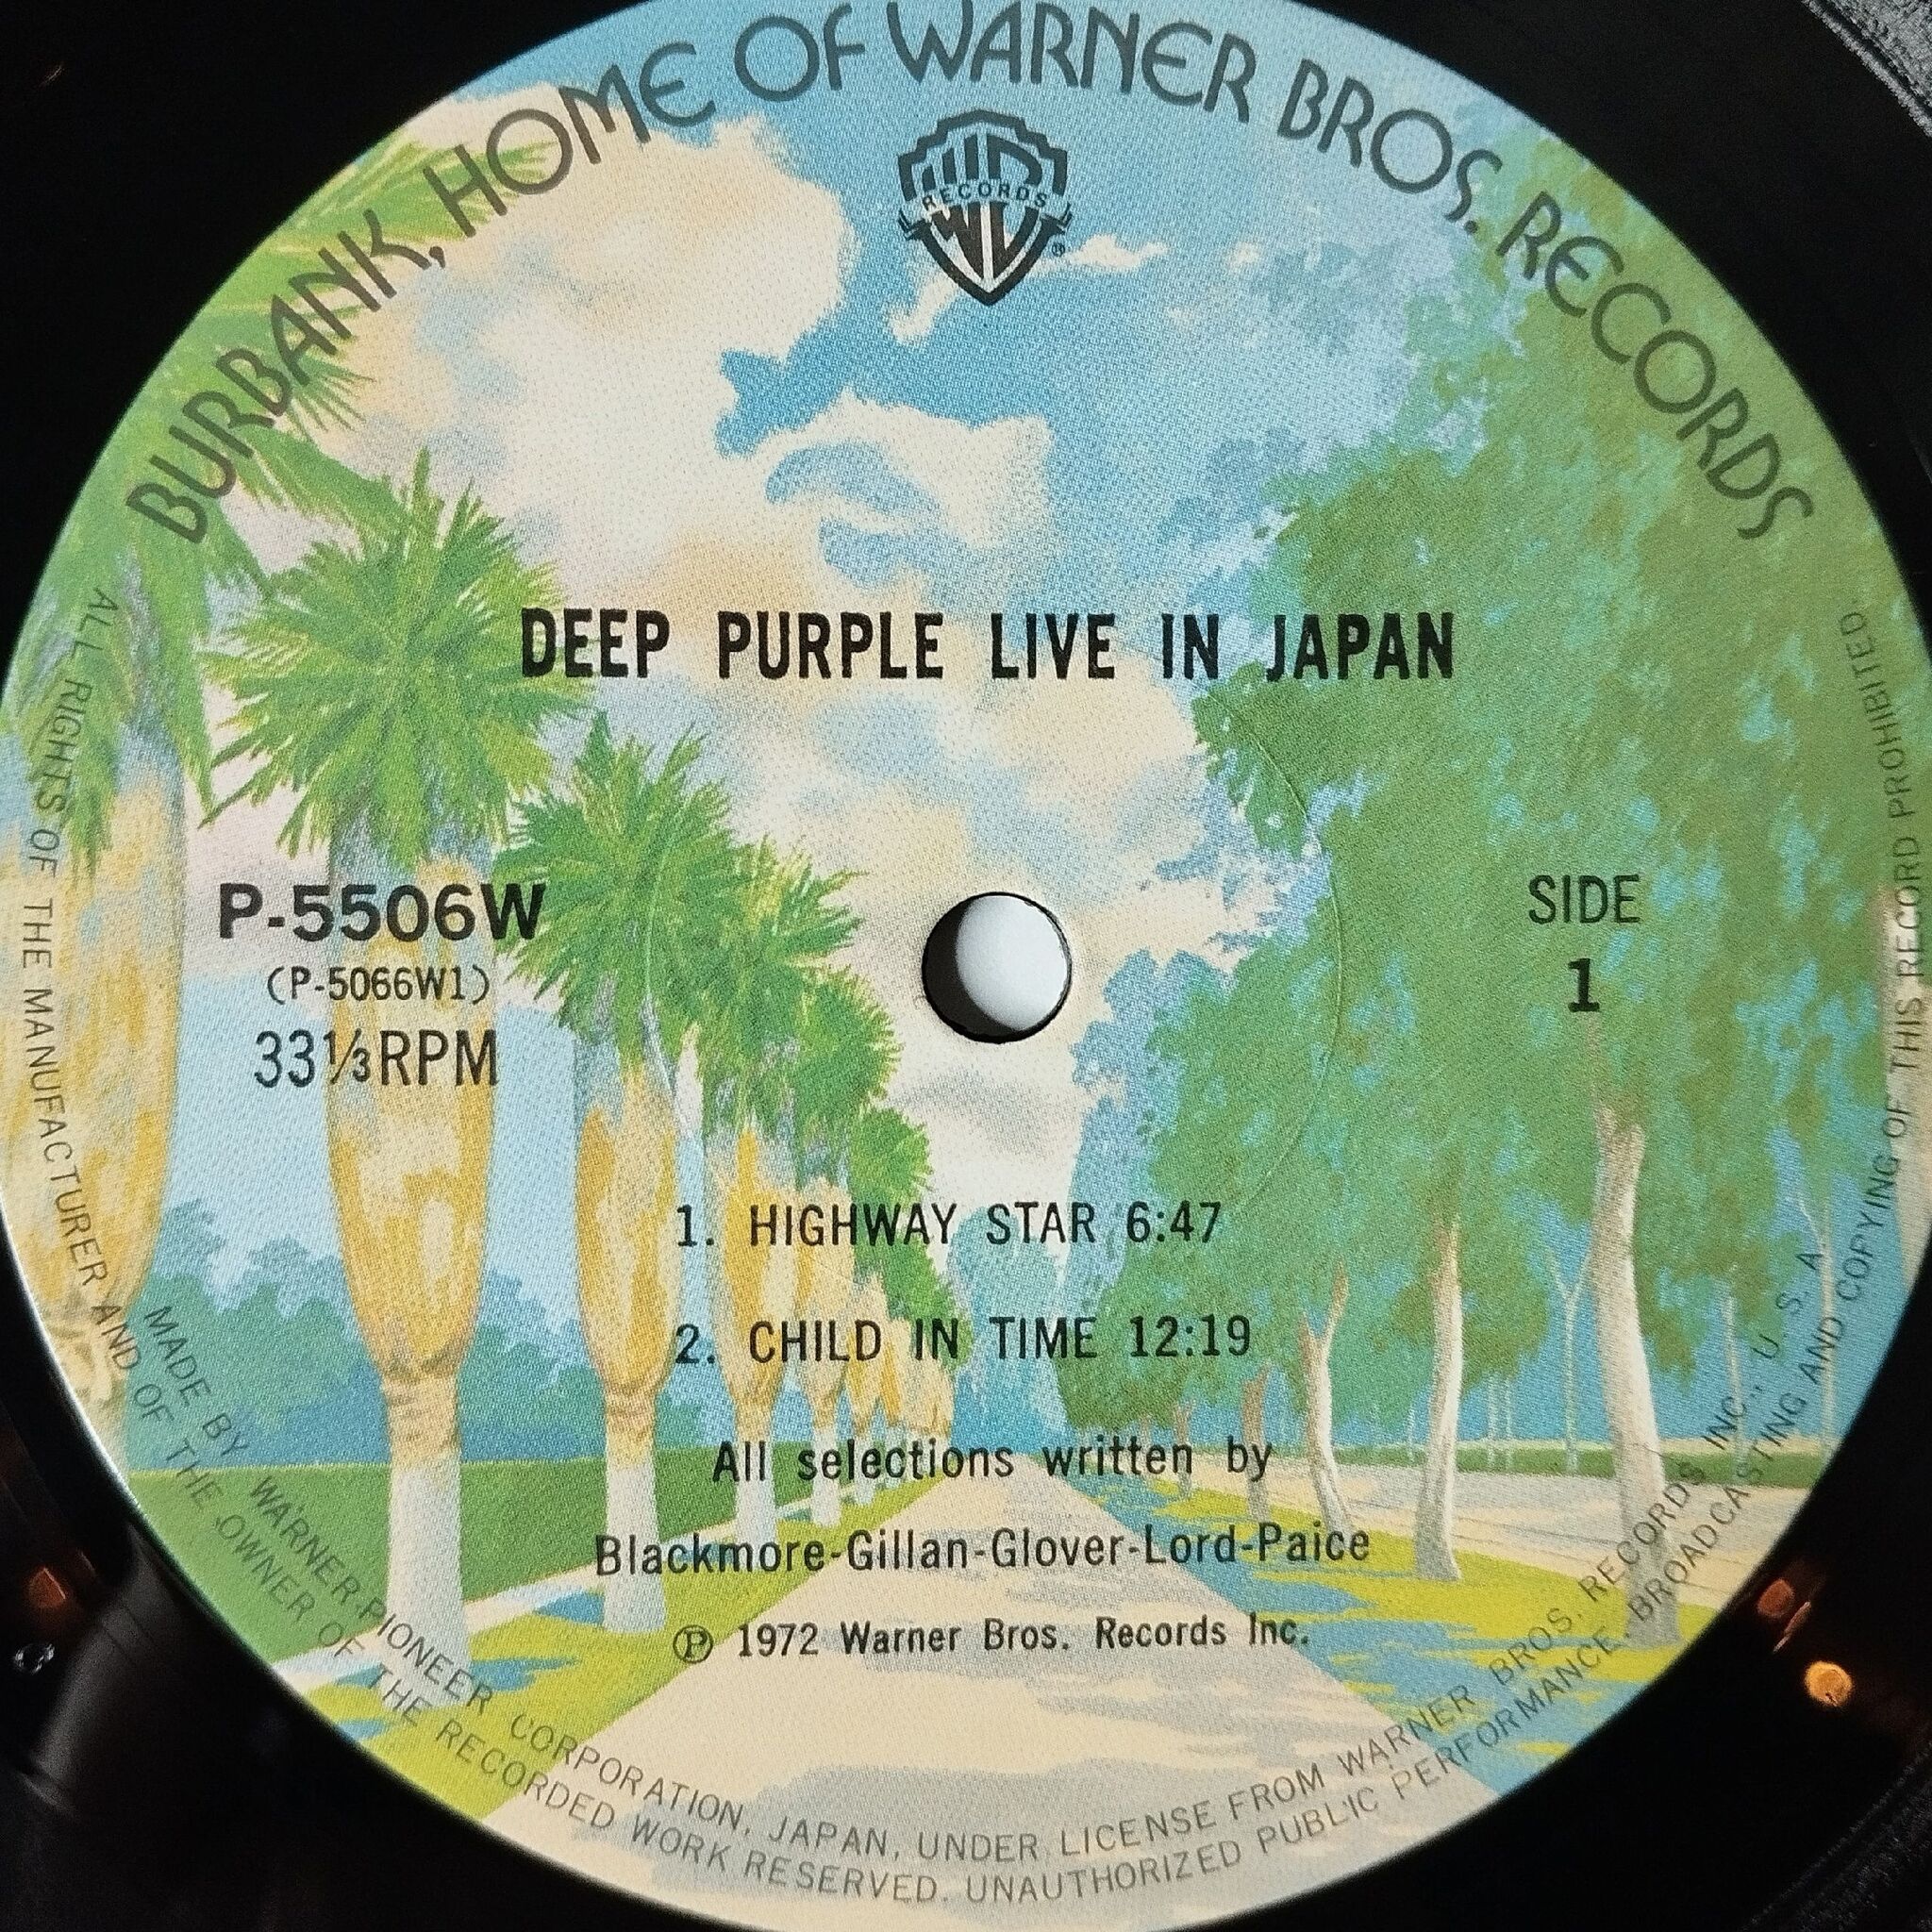 BURBANK, HOME OF WARNER BROS. RECORDS
RECORDS
DEEP PURPLE LIVE IN JAPAN
P-5506W
(P-5066W1)
33⅓RPM
SIDE
1
1. HIGHWAY STAR 6:47
2. CHILD IN TIME 12:19
All selections written by
Blackmore-Gillan-Glover-Lord-Paice
Ⓟ 1972 Warner Bros. Records Inc.
MADE BY WARNER-PIONEER CORPORATION, JAPAN, UNDER LICENSE FROM WARNER BROS. RECORDS INC., U. S. A.
ALL RIGHTS OF THE MANUFACTURER AND OF THE OWNER OF THE RECORDED WORK RESERVED. UNAUTHORIZED PUBLIC PERFORMANCE, BROADCASTING AND COPYING OF THIS RECORD PROHIBITED.